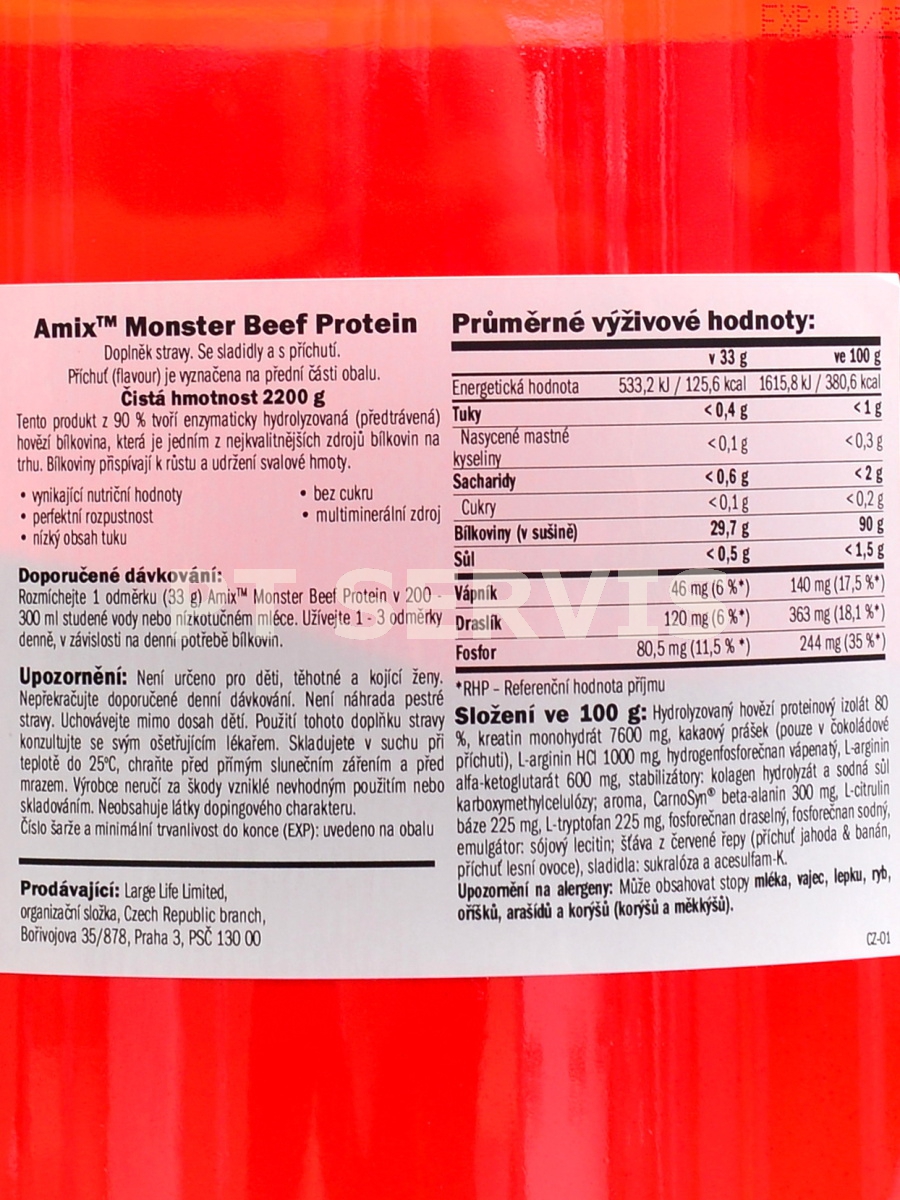 EXP: 09/2
Amix™ Monster Beef Protein
Doplněk stravy. Se sladidly a s příchutí.
Příchuť (flavour) je vyznačena na přední části obalu.
Čistá hmotnost 2200 g
Tento produkt z 90 % tvoří enzymaticky hydrolyzovaná (předtrávená)
hovězí bílkovina, která je jedním z nejkvalitnějších zdrojů bílkovin na
trhu. Bílkoviny přispívají k růstu a udržení svalové hmoty.
• vynikající nutriční hodnoty
• perfektní rozpustnost
• nízký obsah tuku
• bez cukru
• multiminerální zdroj
Doporučené dávkování:
Rozmíchejte 1 odměrku (33 g) Amix™ Monster Beef Protein v 200 -
300 ml studené vody nebo nízkotučném mléce. Užívejte 1 - 3 odměrky
denně, v závislosti na denní potřebě bílkovin.
Upozornění: Není určeno pro děti, těhotné a kojící ženy.
Nepřekračujte doporučené denní dávkování. Není náhrada pestré
stravy. Uchovávejte mimo dosah dětí. Použití tohoto doplňku stravy
konzultujte se svým ošetřujícím lékařem. Skladujete v suchu při
teplotě do 25°C, chraňte před přímým slunečním zářením a před
mrazem. Výrobce neručí za škody vzniklé nevhodným použitím nebo
skladováním. Neobsahuje látky dopingového charakteru.
Číslo šarže a minimální trvanlivost do konce (EXP): uvedeno na obalu
Prodávající: Large Life Limited,
organizační složka, Czech Republic branch,
Bořivojova 35/878, Praha 3, PSČ 130 00
Průměrné výživové hodnoty:
v 33 g ve 100 g
Energetická hodnota 533,2 kJ / 125,6 kcal 1615,8 kJ / 380,6 kcal
Tuky <0,4 g <1 g
Nasycené mastné
kyseliny <0,1 g <0,3 g
Sacharidy <0,6 g <2 g
Cukry <0,1 g <0,2 g
Bílkoviny (v sušině) 29,7 g 90 g
Sůl <0,5 g <1,5 g
Vápník 46 mg (6 %*) 140 mg (17,5 %*)
Draslík 120 mg (6 %*) 363 mg (18,1 %*)
Fosfor 80,5 mg (11,5 %*) 244 mg (35 %*)
*RHP – Referenční hodnota příjmu
Složení ve 100 g: Hydrolyzovaný hovězí proteinový izolát 80
%, kreatin monohydrát 7600 mg, kakaový prášek (pouze v čokoládové
příchuti), L-arginin HCl 1000 mg, hydrogenfosforečnan vápenatý, L-arginin
alfa-ketoglutarát 600 mg, stabilizátory: kolagen hydrolyzát a sodná sůl
karboxymethylcelulózy; aroma, CarnoSyn® beta-alanin 300 mg, L-citrulin
báze 225 mg, L-tryptofan 225 mg, fosforečnan draselný, fosforečnan sodný,
emulgátor: sójový lecitin; šťáva z červené řepy (příchuť jahoda & banán,
příchuť lesní ovoce), sladidla: sukralóza a acesulfam-K.
Upozornění na alergeny: Může obsahovat stopy mléka, vajec, lepku, ryb,
oříšků, arašídů a korýšů (korýšů a měkkýšů).
CZ-01